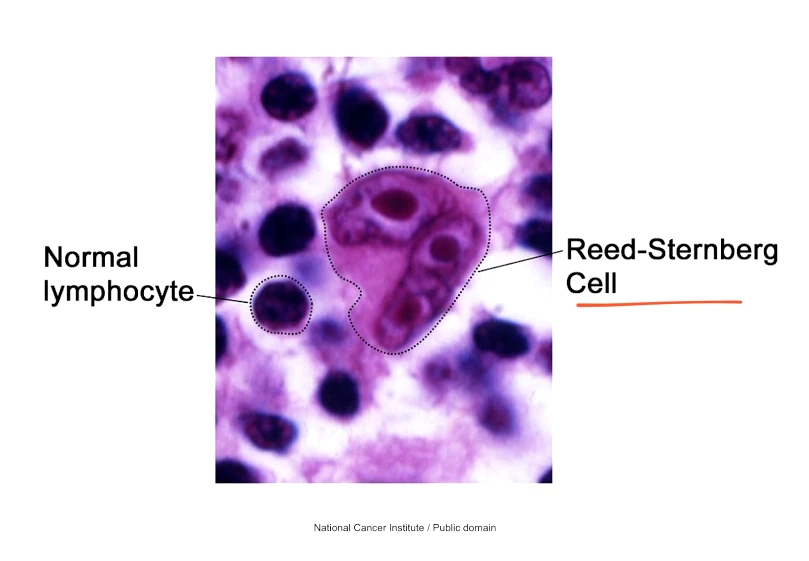 Normal
lymphocyte
Reed-Sternberg
Cell
National Cancer Institute / Public domain